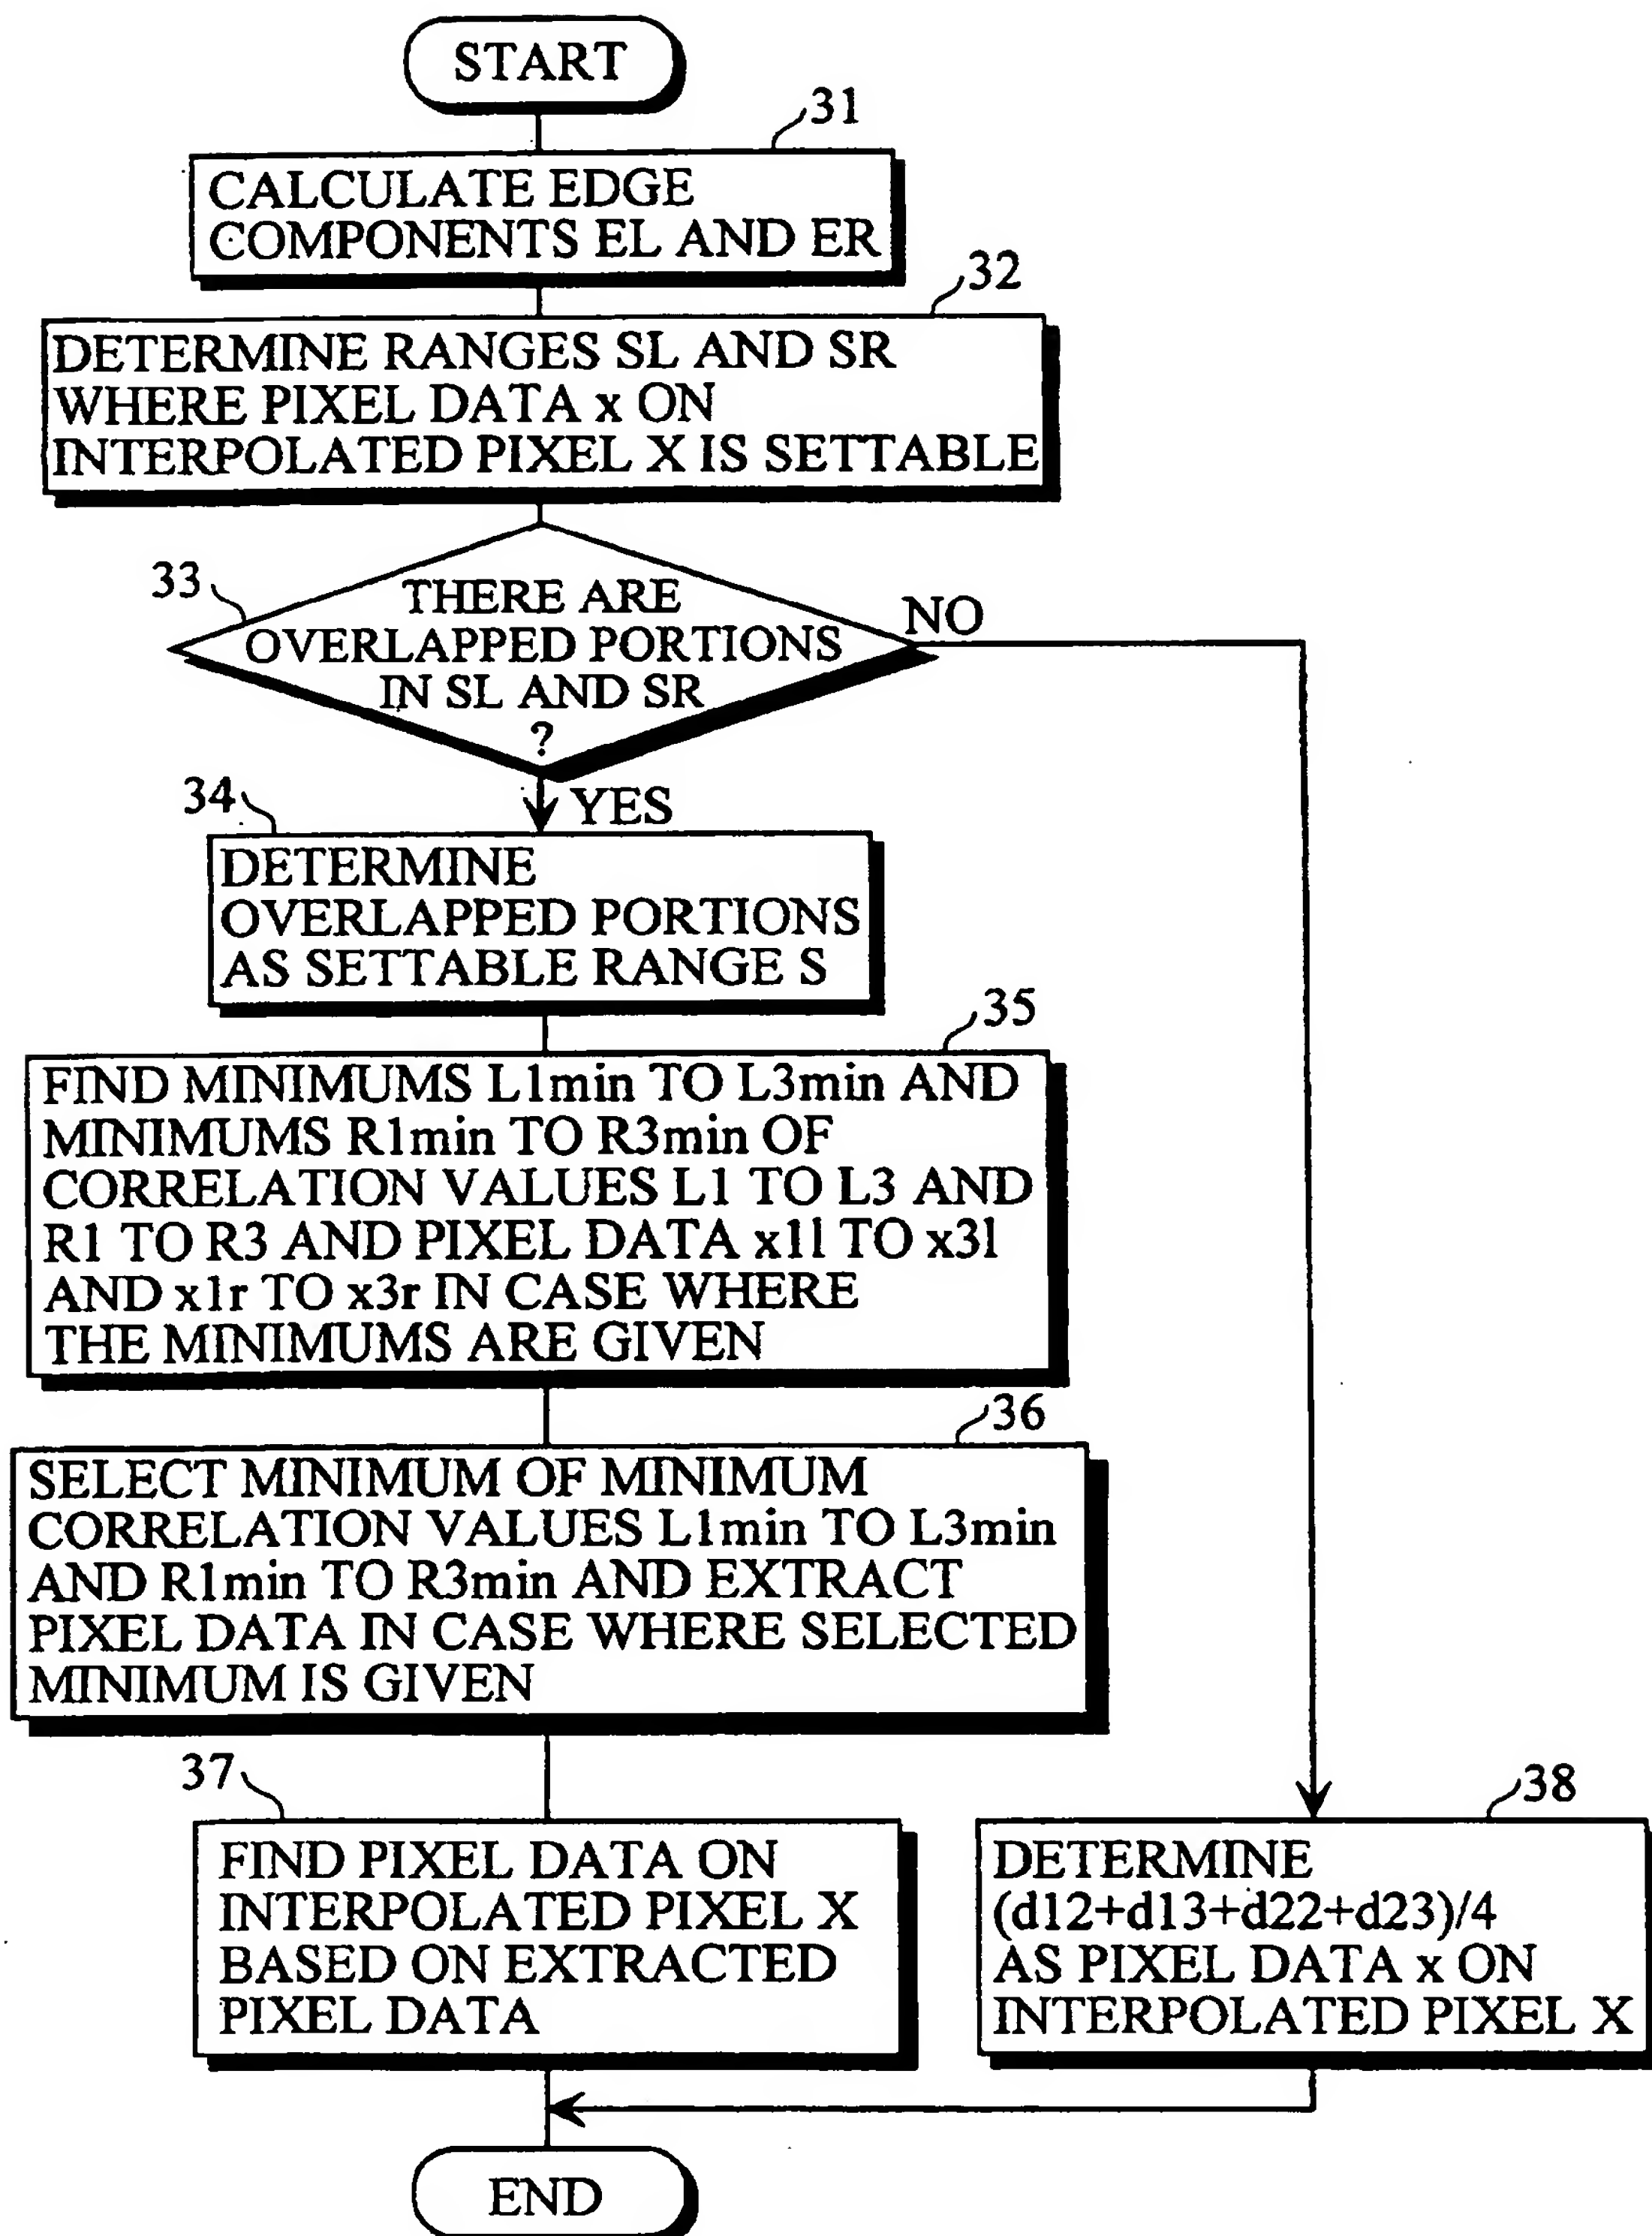 START
31
CALCULATE EDGE
COMPONENTS EL AND ER
32
DETERMINE RANGES SL AND SR
WHERE PIXEL DATA x ON
INTERPOLATED PIXEL X IS SETTABLE
33
THERE ARE
OVERLAPPED PORTIONS
IN SL AND SR
?
NO
YES
34
DETERMINE
OVERLAPPED PORTIONS
AS SETTABLE RANGE S
35
FIND MINIMUMS L1min TO L3min AND
MINIMUMS R1min TO R3min OF
CORRELATION VALUES L1 TO L3 AND
R1 TO R3 AND PIXEL DATA x1l TO x3l
AND x1r TO x3r IN CASE WHERE
THE MINIMUMS ARE GIVEN
36
SELECT MINIMUM OF MINIMUM
CORRELATION VALUES L1min TO L3min
AND R1min TO R3min AND EXTRACT
PIXEL DATA IN CASE WHERE SELECTED
MINIMUM IS GIVEN
37
FIND PIXEL DATA ON
INTERPOLATED PIXEL X
BASED ON EXTRACTED
PIXEL DATA
38
DETERMINE
(d12+d13+d22+d23)/4
AS PIXEL DATA x ON
INTERPOLATED PIXEL X
END